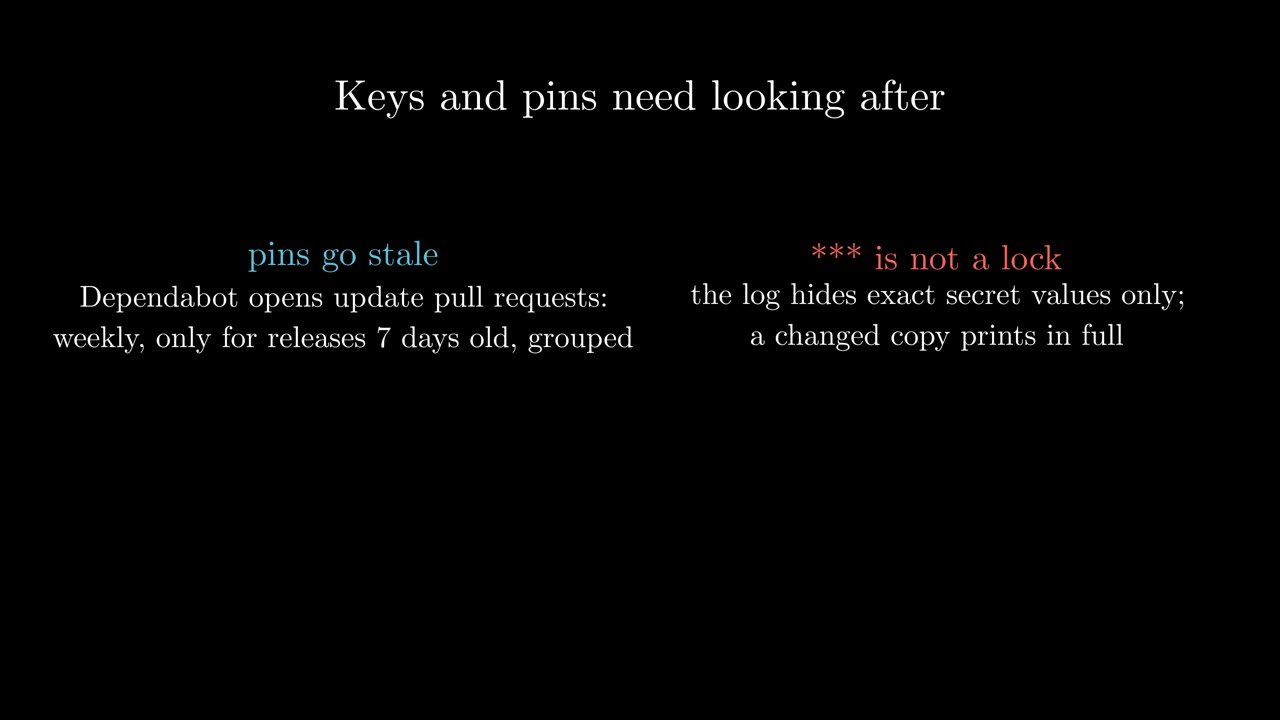 Keys and pins need looking after
pins go stale
Dependabot opens update pull requests:
weekly, only for releases 7 days old, grouped
*** is not a lock
the log hides exact secret values only;
a changed copy prints in full